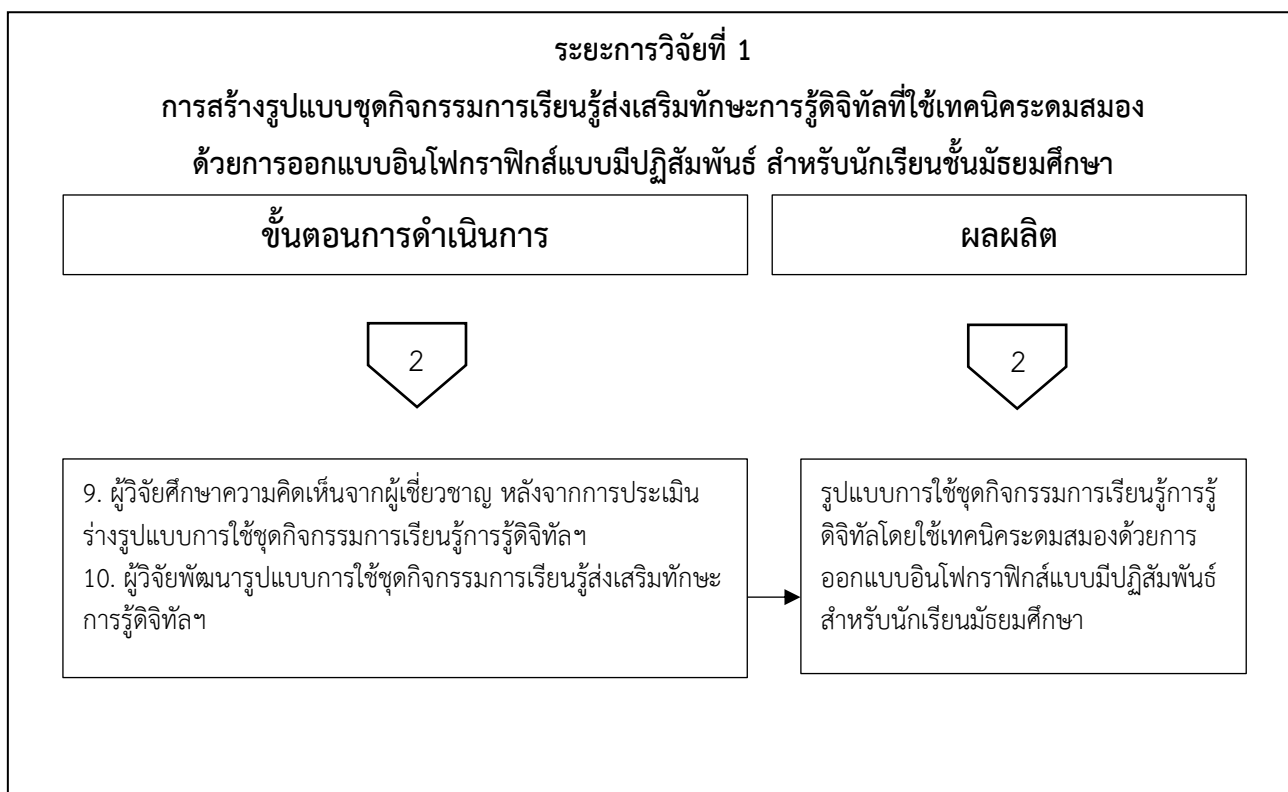 ระยะการวิจัยที่ 1
การสร้างรูปแบบชุดกิจกรรมการเรียนรู้ส่งเสริมทักษะการรู้ดิจิทัลที่ใช้เทคนิคระดมสมอง
ด้วยการออกแบบอินโฟกราฟิกส์แบบมีปฏิสัมพันธ์ สำหรับนักเรียนชั้นมัธยมศึกษา
ขั้นตอนการดำเนินการ
ผลผลิต
2
2
9. ผู้วิจัยศึกษาความคิดเห็นจากผู้เชี่ยวชาญ หลังจากการประเมิน
ร่างรูปแบบการใช้ชุดกิจกรรมการเรียนรู้การรู้ดิจิทัลฯ
10. ผู้วิจัยพัฒนารูปแบบการใช้ชุดกิจกรรมการเรียนรู้ส่งเสริมทักษะ
การรู้ดิจิทัลฯ
รูปแบบการใช้ชุดกิจกรรมการเรียนรู้การรู้
ดิจิทัลโดยใช้เทคนิคระดมสมองด้วยการ
ออกแบบอินโฟกราฟิกส์แบบมีปฏิสัมพันธ์
สำหรับนักเรียนมัธยมศึกษา